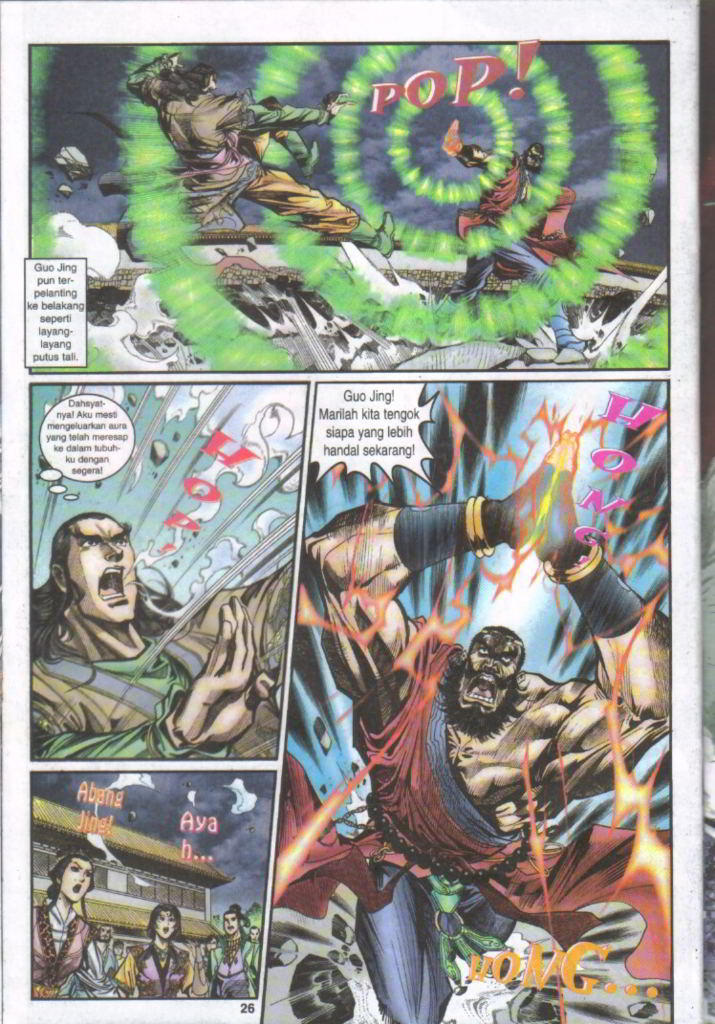 POP!
Guo Jing
pun ter-
pelanting
ke belakang
seperti
layang-
layang
putus tali.
Dahsyat-
nya! Aku mesti
mengeluarkan aura
yang telah meresap
ke dalam tubuh-
ku dengan
segera!
HOP.
Guo Jing!
Marilah kita tengok
siapa yang lebih
handal sekarang!
HONG
Abang
Jing!
Aya
h...
HONG...
26